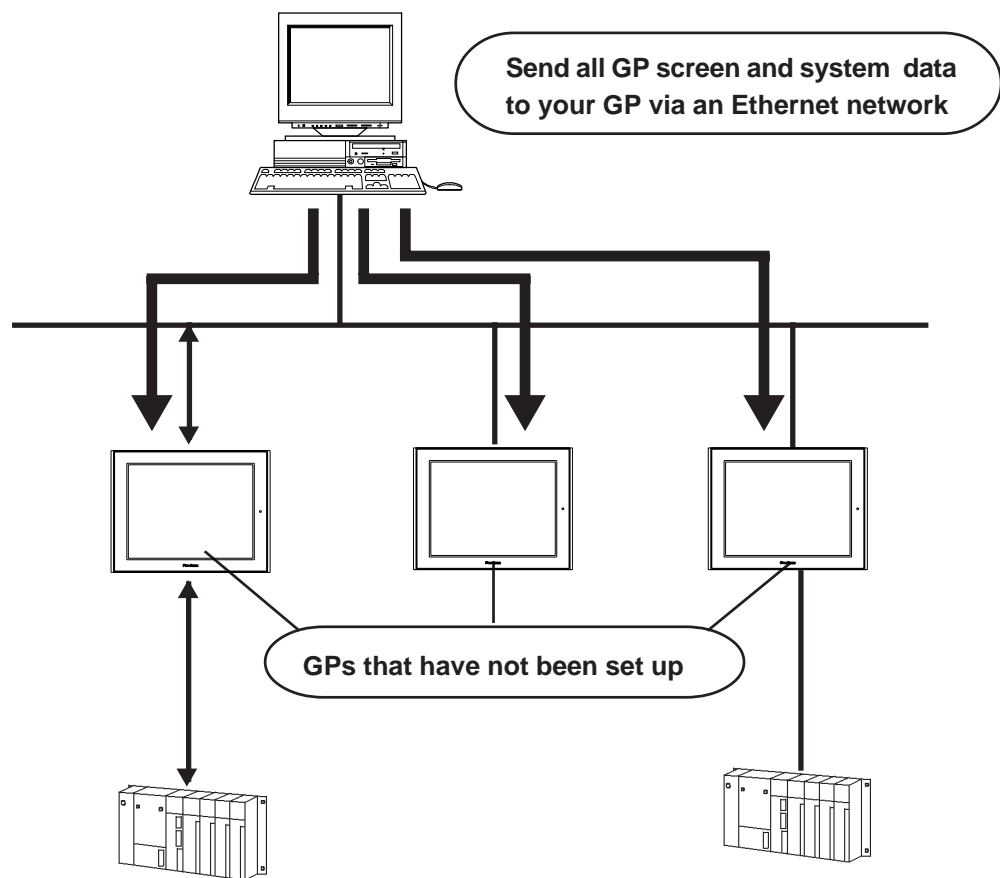 Send all GP screen and system data
to your GP via an Ethernet network
GPs that have not been set up